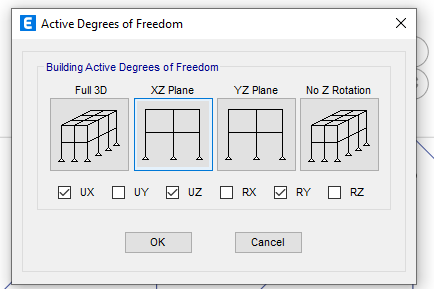 E Active Degrees of Freedom
Building Active Degrees of Freedom
Full 3D XZ Plane YZ Plane No Z Rotation
UX UY UZ RX RY RZ
OK Cancel